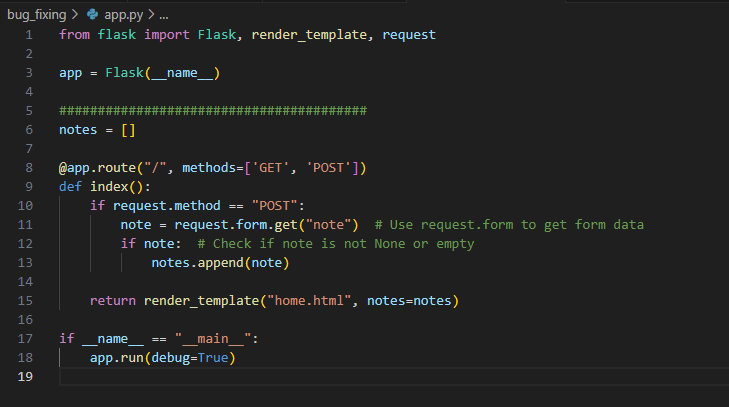 bug_fixing > app.py > ...
1 from flask import Flask, render_template, request
2
3 app = Flask(__name__)
4
5 ########################################
6 notes = []
7
8 @app.route("/", methods=['GET', 'POST'])
9 def index():
10     if request.method == "POST":
11         note = request.form.get("note")  # Use request.form to get form data
12         if note:  # Check if note is not None or empty
13             notes.append(note)
14
15     return render_template("home.html", notes=notes)
16
17 if __name__ == "__main__":
18     app.run(debug=True)
19